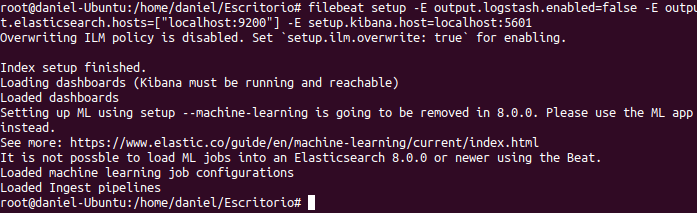 root@daniel-Ubuntu:/home/daniel/Escritorio# filebeat setup -E output.logstash.enabled=false -E outpu
t.elasticsearch.hosts=["localhost:9200"] -E setup.kibana.host=localhost:5601
Overwriting ILM policy is disabled. Set `setup.ilm.overwrite: true` for enabling.

Index setup finished.
Loading dashboards (Kibana must be running and reachable)
Loaded dashboards
Setting up ML using setup --machine-learning is going to be removed in 8.0.0. Please use the ML app
instead.
See more: https://www.elastic.co/guide/en/machine-learning/current/index.html
It is not possble to load ML jobs into an Elasticsearch 8.0.0 or newer using the Beat.
Loaded machine learning job configurations
Loaded Ingest pipelines
root@daniel-Ubuntu:/home/daniel/Escritorio#